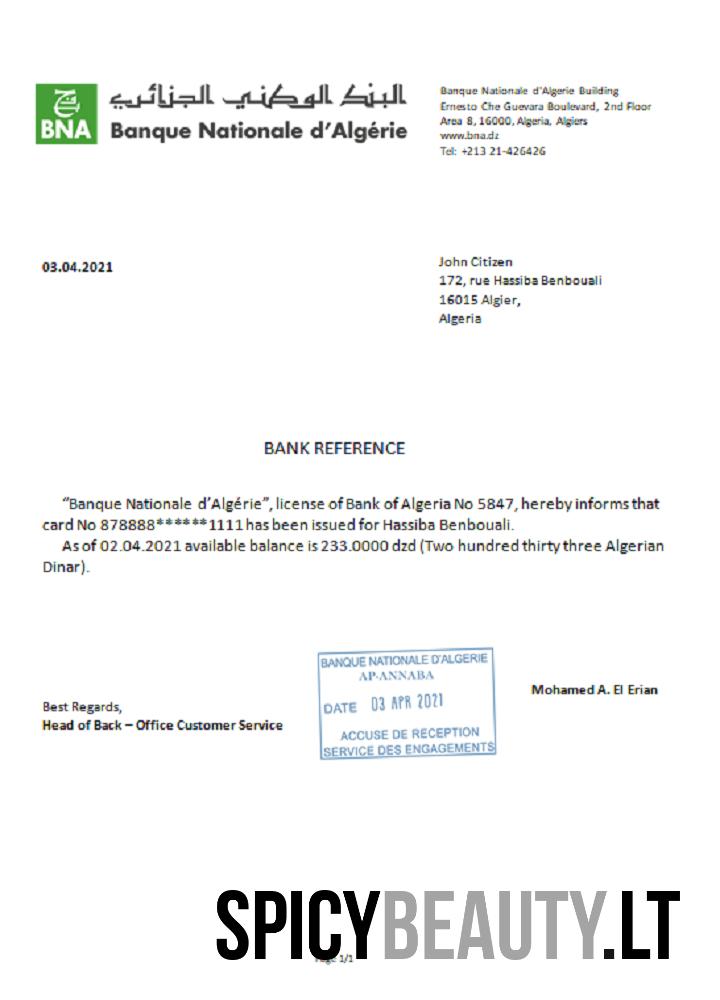 البنك الوطني الجزائري
BNA Banque Nationale d'Algérie
Banque Nationale d'Algerie Building
Ernesto Che Guevara Boulevard, 2nd Floor
Area 8, 16000, Algeria, Algiers
www.bna.dz
Tel: +213 21-426426
03.04.2021
John Citizen
172, rue Hassiba Benbouali
16015 Algier,
Algeria
BANK REFERENCE
"Banque Nationale d'Algérie", license of Bank of Algeria No 5847, hereby informs that
card No 878888******1111 has been issued for Hassiba Benbouali.
As of 02.04.2021 available balance is 233.0000 dzd (Two hundred thirty three Algerian
Dinar).
BANQUE NATIONALE D'ALGERIE
AP-ANNABA
DATE 03 APR 2021
ACCUSE DE RECEPTION
SERVICE DES ENGAGEMENTS
Mohamed A. El Erian
Best Regards,
Head of Back – Office Customer Service
SPICYBEAUTY.LT
Page 1/1